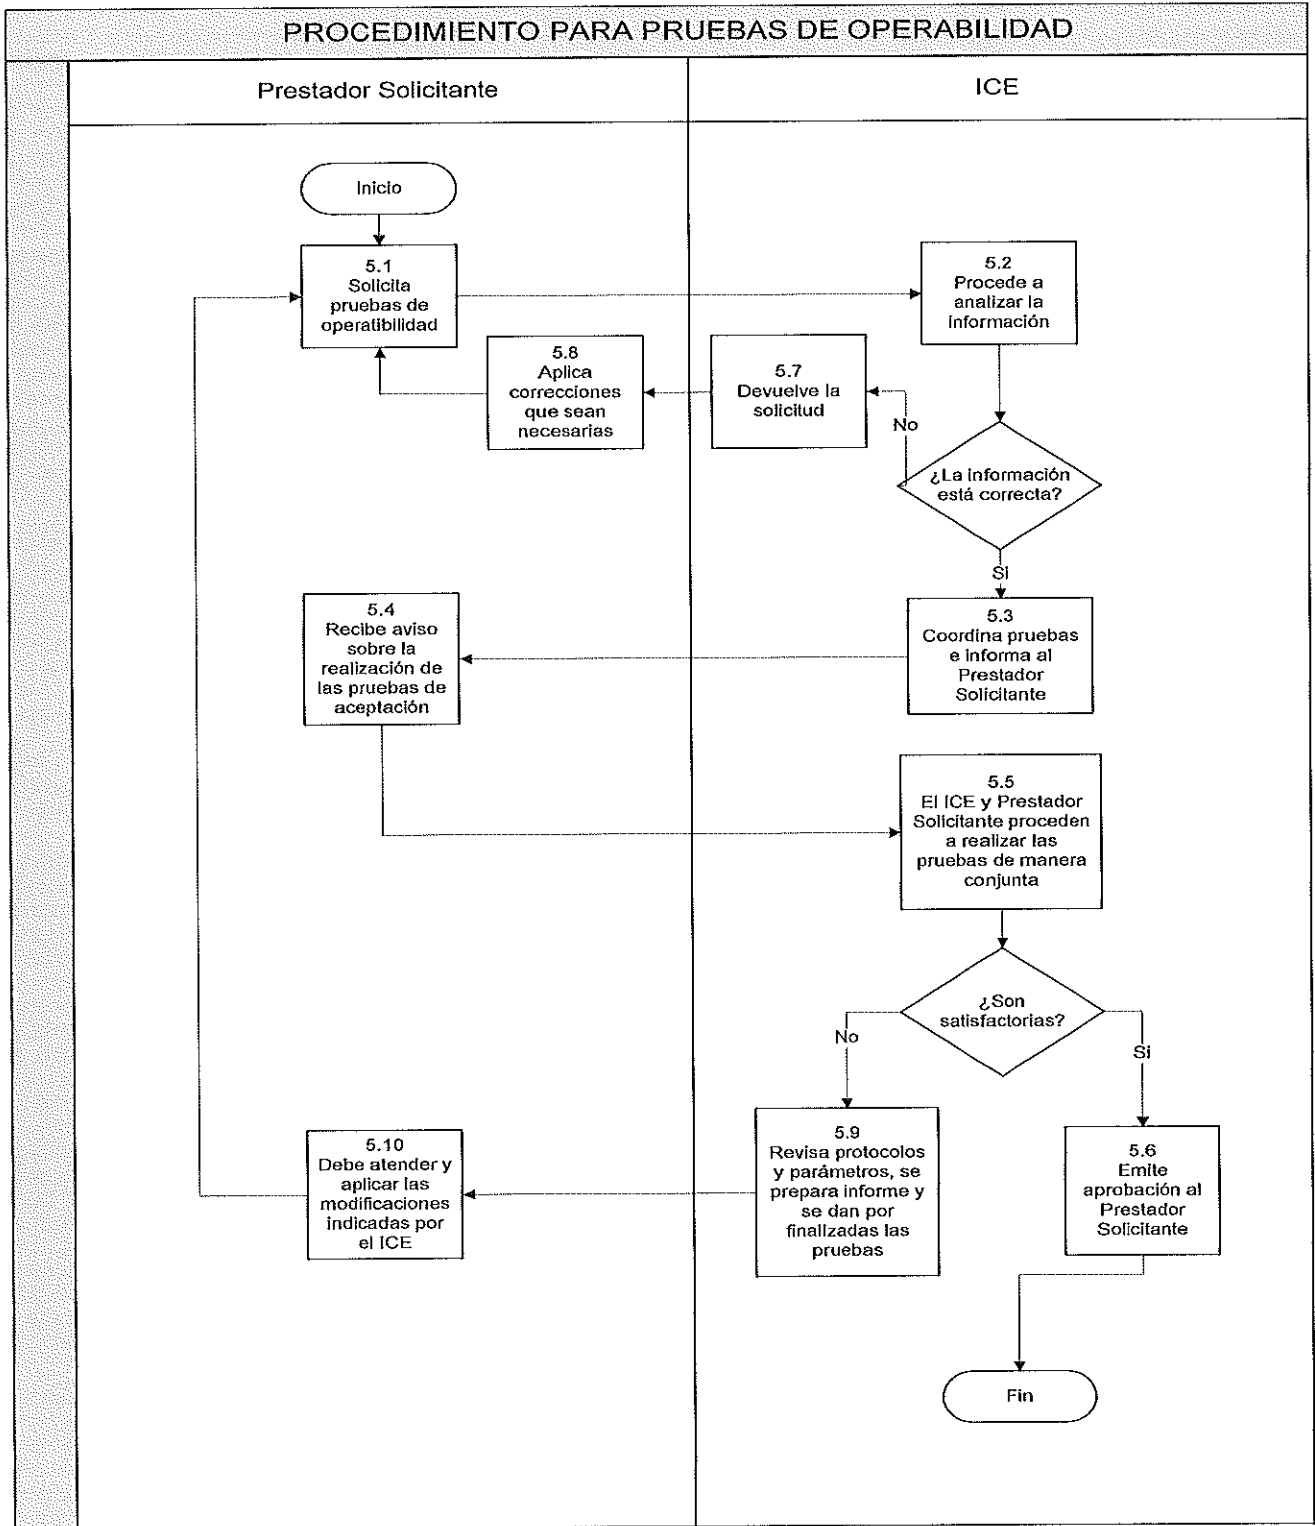 PROCEDIMIENTO PARA PRUEBAS DE OPERABILIDAD
Prestador Solicitante
ICE
Inicio
5.1
Solicita
pruebas de
operatibilidad
5.2
Procede a
analizar la
información
5.8
Aplica
correcciones
que sean
necesarias
5.7
Devuelve la
solicitud
No
¿La información
está correcta?
Si
5.4
Recibe aviso
sobre la
realización de
las pruebas de
aceptación
5.3
Coordina pruebas
e informa al
Prestador
Solicitante
5.5
El ICE y Prestador
Solicitante proceden
a realizar las
pruebas de manera
conjunta
¿Son
satisfactorias?
No
Si
5.10
Debe atender y
aplicar las
modificaciones
indicadas por
el ICE
5.9
Revisa protocolos
y parámetros, se
prepara informe y
se dan por
finalizadas las
pruebas
5.6
Emite
aprobación al
Prestador
Solicitante
Fin